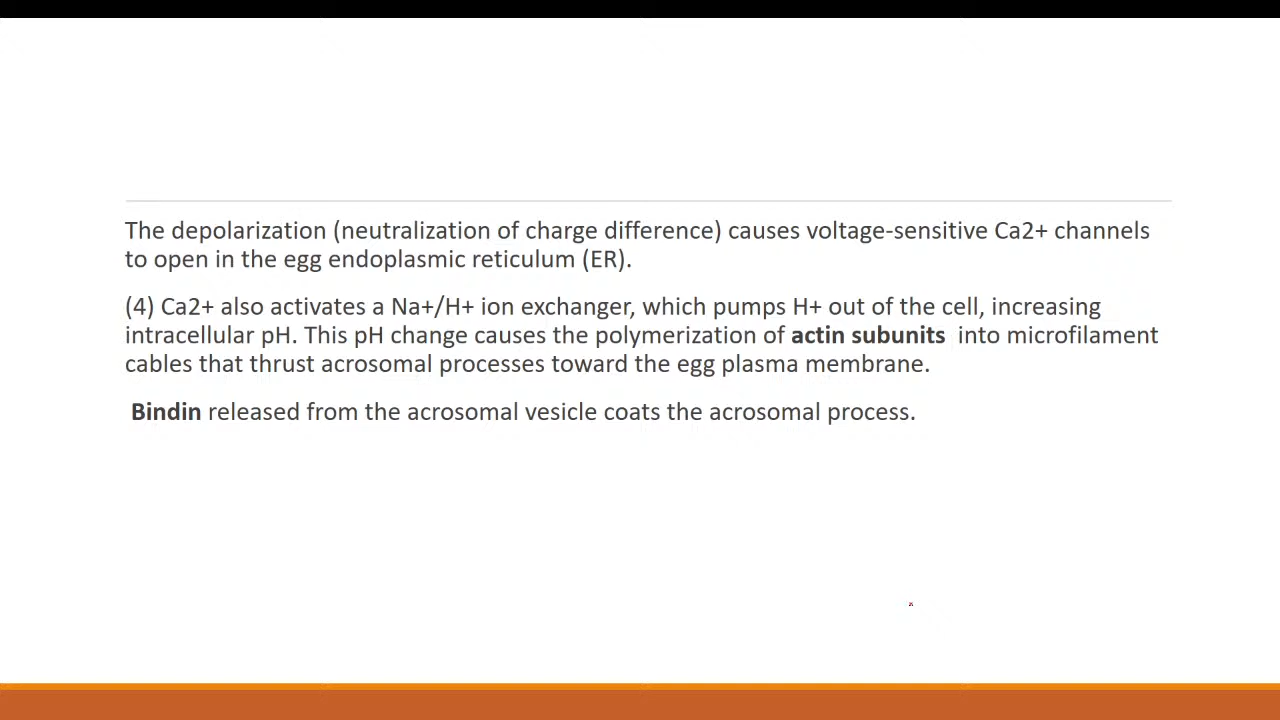 The depolarization (neutralization of charge difference) causes voltage-sensitive Ca2+ channels
to open in the egg endoplasmic reticulum (ER).
(4) Ca2+ also activates a Na+/H+ ion exchanger, which pumps H+ out of the cell, increasing
intracellular pH. This pH change causes the polymerization of actin subunits into microfilament
cables that thrust acrosomal processes toward the egg plasma membrane.
Bindin released from the acrosomal vesicle coats the acrosomal process.